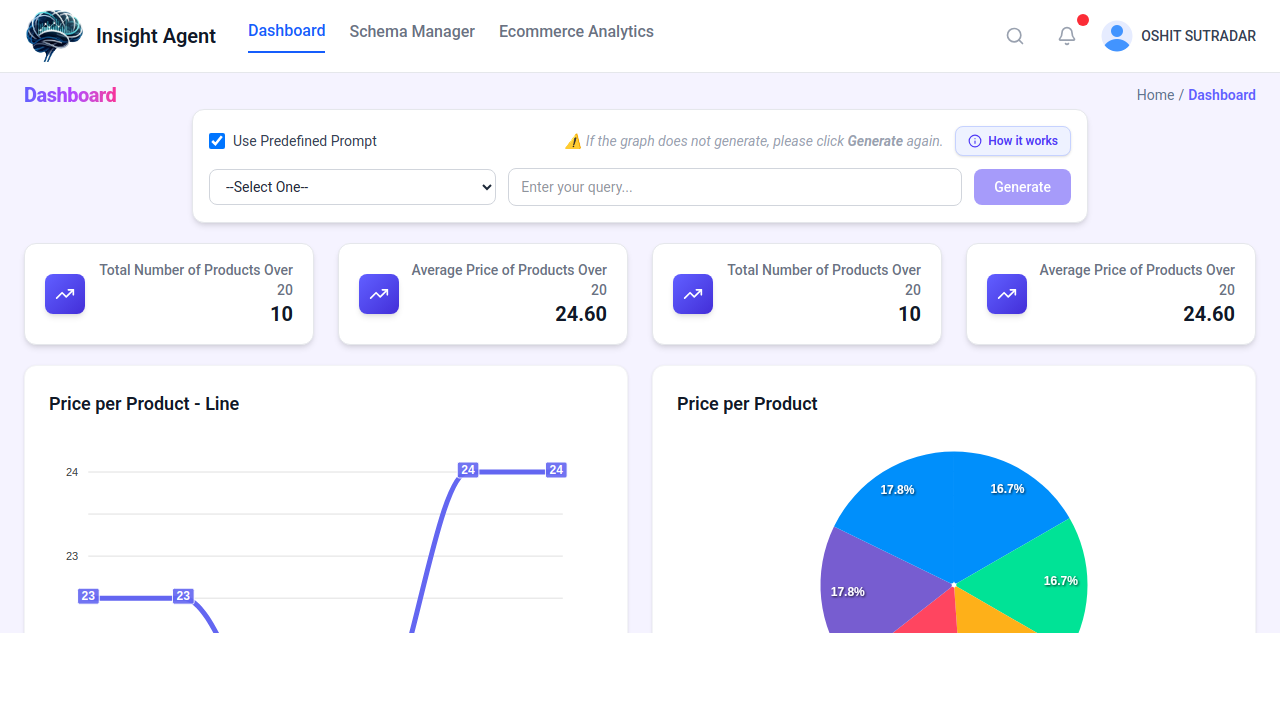 Insight Agent
Dashboard
Schema Manager
Ecommerce Analytics
OSHIT SUTRADAR
Dashboard
Home / Dashboard
Use Predefined Prompt
⚠️ If the graph does not generate, please click Generate again.
How it works
--Select One--
Enter your query...
Generate
Total Number of Products Over
20
10
Average Price of Products Over
20
24.60
Total Number of Products Over
20
10
Average Price of Products Over
20
24.60
Price per Product - Line
24
23
23
23
24
24
Price per Product
17.8%
16.7%
17.8%
16.7%